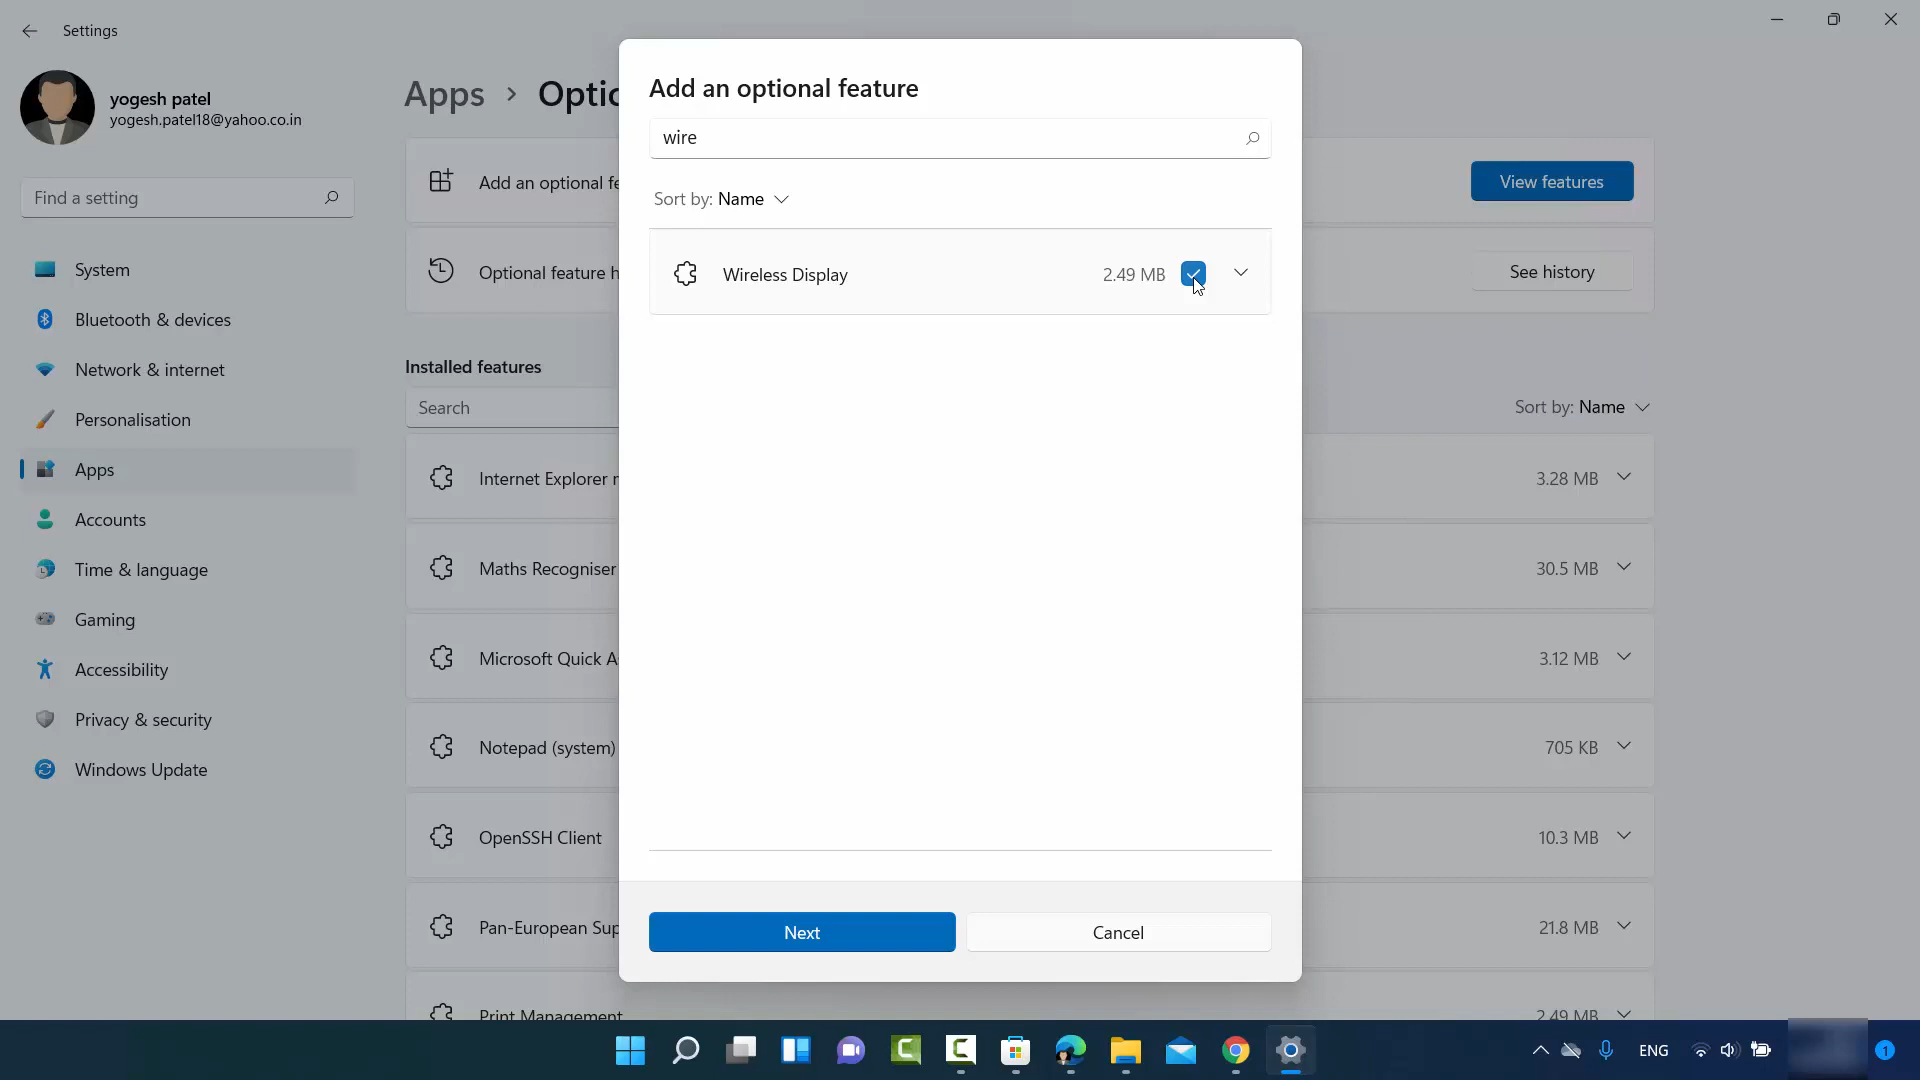 Settings
yogesh patel
yogesh.patel18@yahoo.co.in
Find a setting
System
Bluetooth & devices
Network & internet
Personalisation
Apps
Accounts
Time & language
Gaming
Accessibility
Privacy & security
Windows Update
Apps > Optio
Add an optional fe
View features
Optional feature h
See history
Installed features
Search
Sort by: Name
Internet Explorer
3.28 MB
Maths Recogniser
30.5 MB
Microsoft Quick A
3.12 MB
Notepad (system)
705 KB
OpenSSH Client
10.3 MB
Pan-European Sup
21.8 MB
Print Management
2.49 MB
Add an optional feature
wire
Sort by: Name
Wireless Display
2.49 MB
Next
Cancel
ENG
1